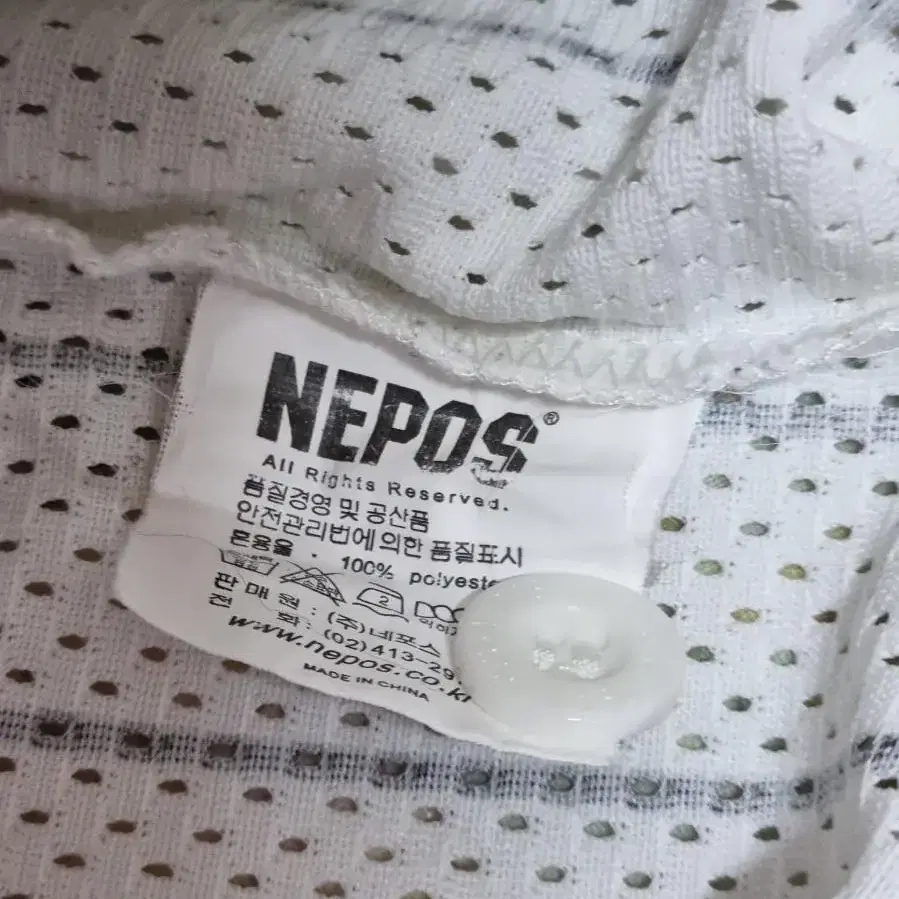 NEPOS®
All Rights Reserved.
품질경영 및 공산품
안전관리법에의한 품질표시
혼용율 : 100% polyeste
2
판 매 원 : (주)네포스
전 화 : (02)413-29
www.nepos.co.k
MADE IN CHINA